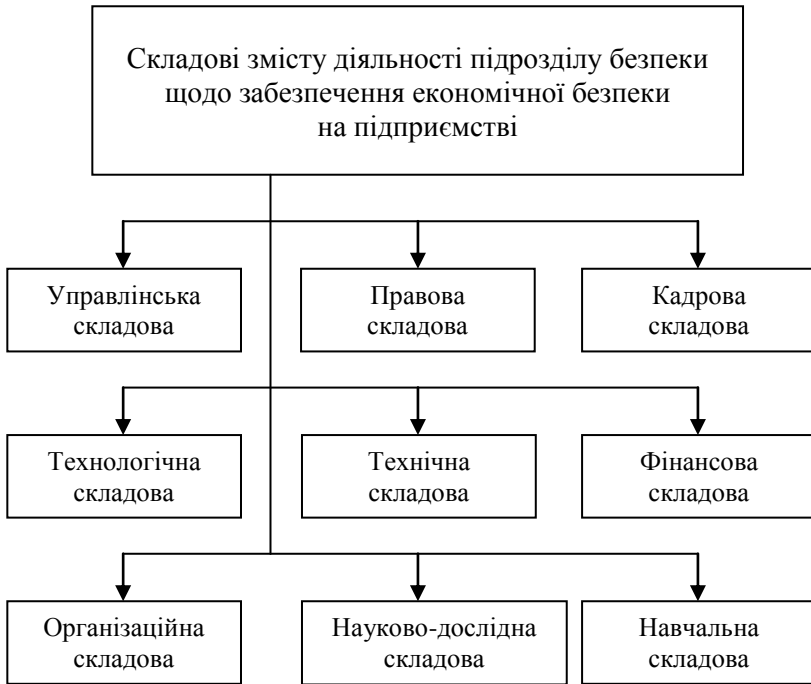 Складові змісту діяльності підрозділу безпеки
щодо забезпечення економічної безпеки
на підприємстві
Управлінська
складова
Правова
складова
Кадрова
складова
Технологічна
складова
Технічна
складова
Фінансова
складова
Організаційна
складова
Науково-дослідна
складова
Навчальна
складова